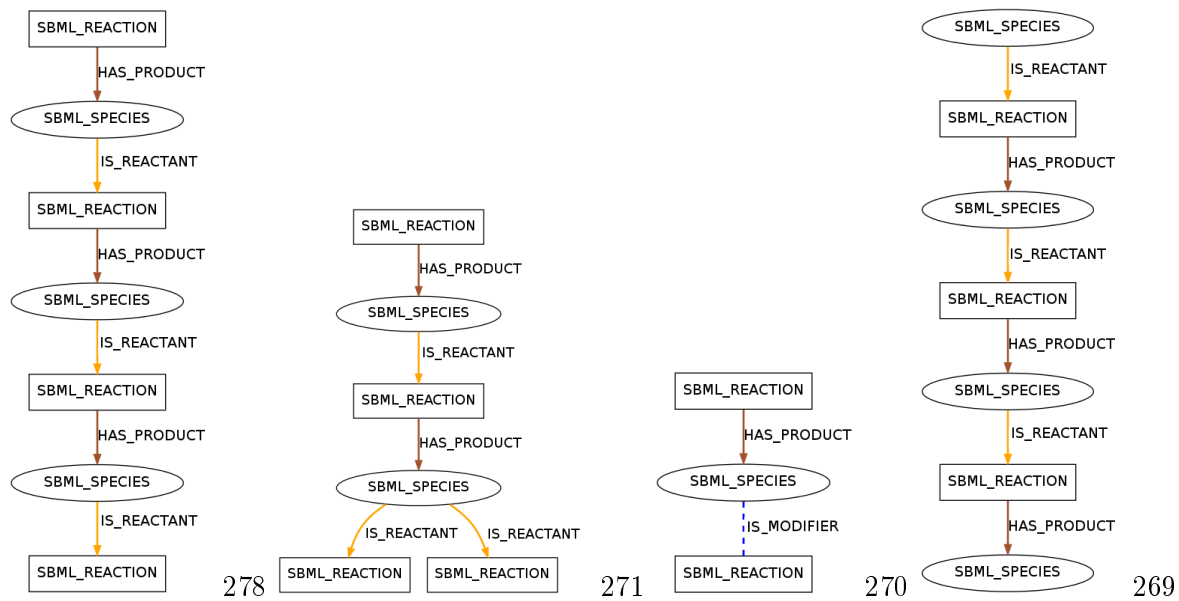 SBML_REACTION
HAS_PRODUCT
SBML_SPECIES
IS_REACTANT
SBML_REACTION
HAS_PRODUCT
SBML_SPECIES
IS_REACTANT
SBML_REACTION
HAS_PRODUCT
SBML_SPECIES
IS_REACTANT
SBML_REACTION
278
SBML_REACTION
HAS_PRODUCT
SBML_SPECIES
IS_REACTANT
SBML_REACTION
HAS_PRODUCT
SBML_SPECIES
IS_REACTANT IS_REACTANT
SBML_REACTION SBML_REACTION
271
SBML_REACTION
HAS_PRODUCT
SBML_SPECIES
IS_MODIFIER
SBML_REACTION
270
SBML_SPECIES
IS_REACTANT
SBML_REACTION
HAS_PRODUCT
SBML_SPECIES
IS_REACTANT
SBML_REACTION
HAS_PRODUCT
SBML_SPECIES
IS_REACTANT
SBML_REACTION
HAS_PRODUCT
SBML_SPECIES
269